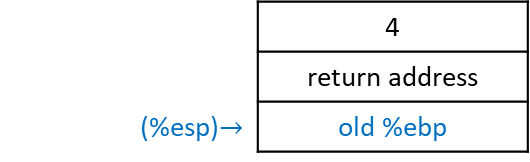 4
return address
(%esp)→ old %ebp